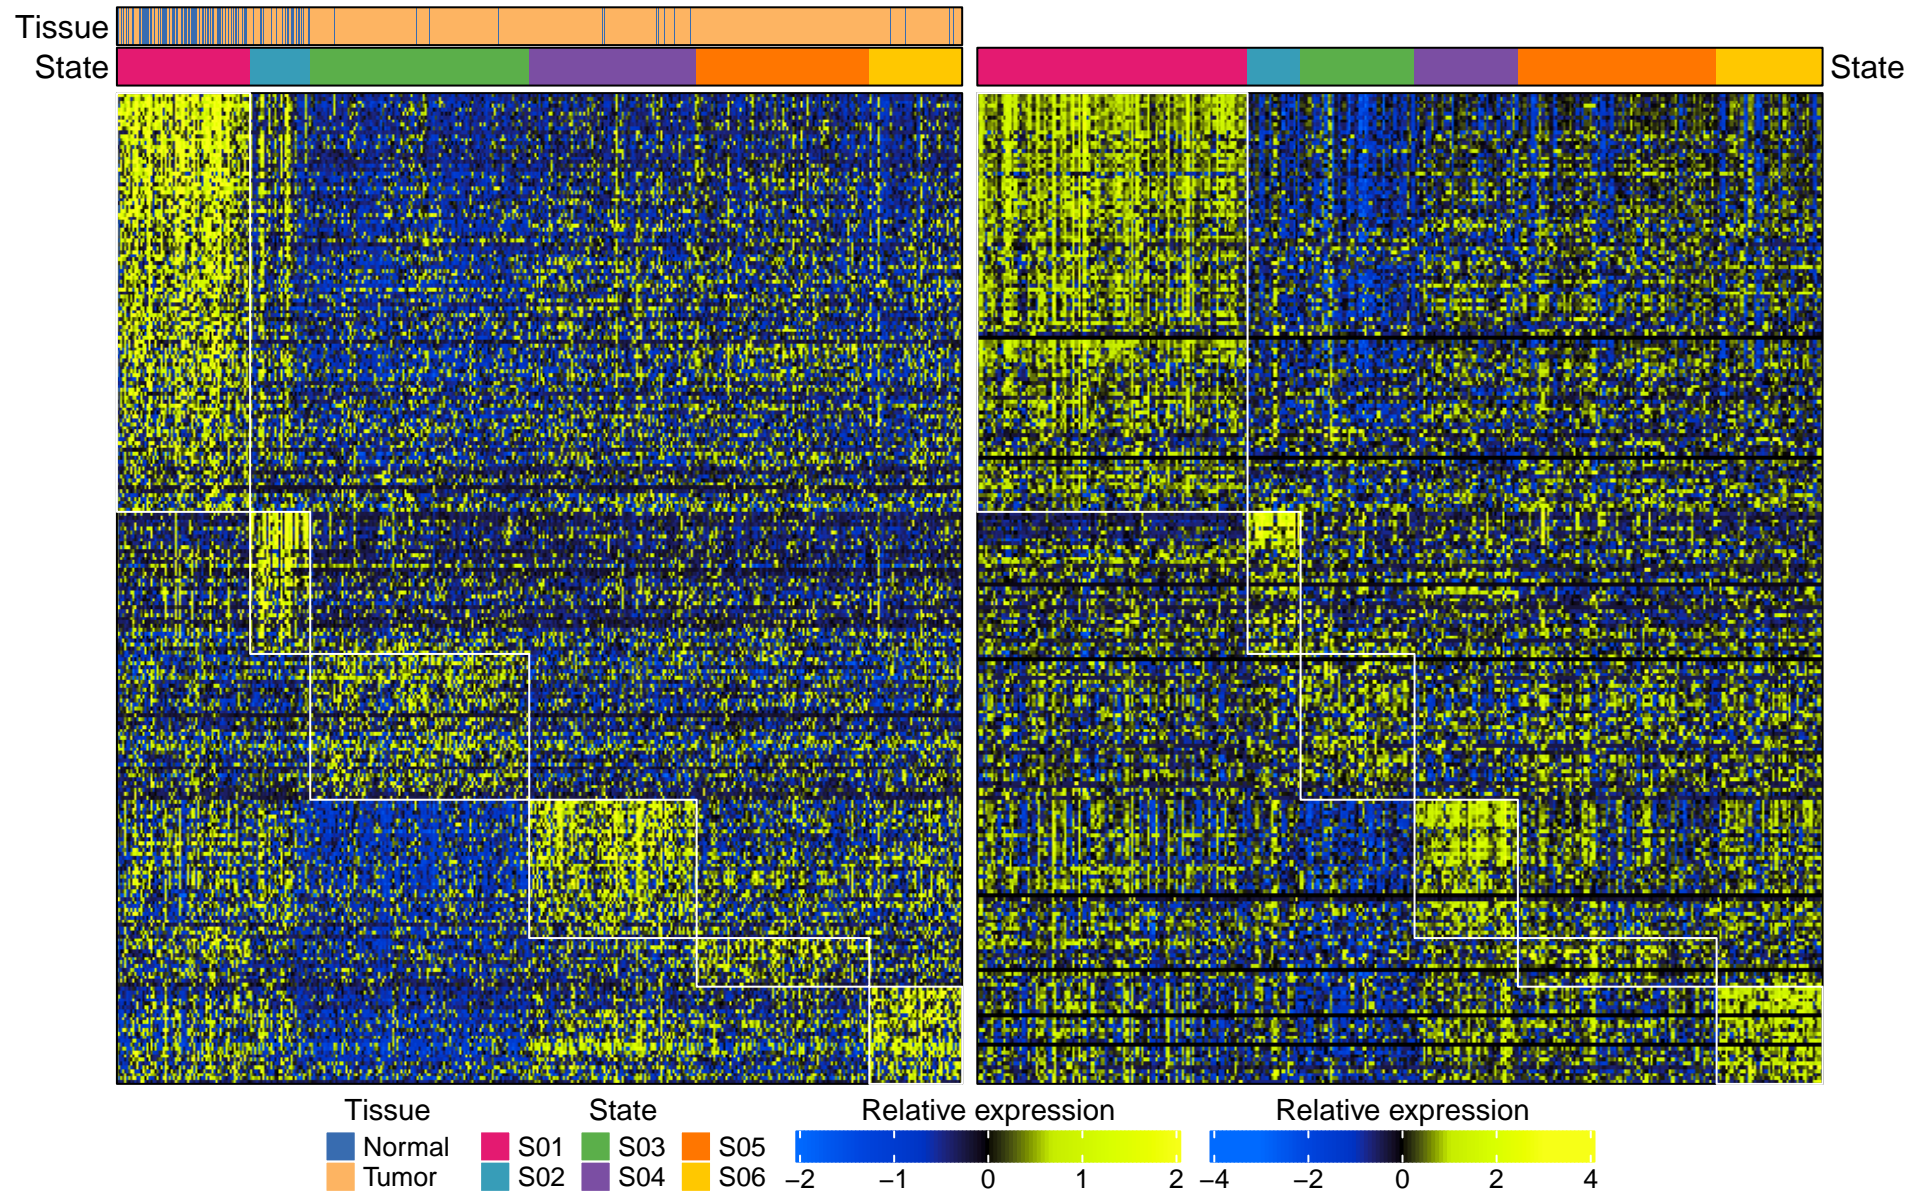 Tissue
State
State
Tissue State Relative expression Relative expression
Normal S01 S03 S05
Tumor S02 S04 S06
−2 −1 0 1 2 −4 −2 0 2 4